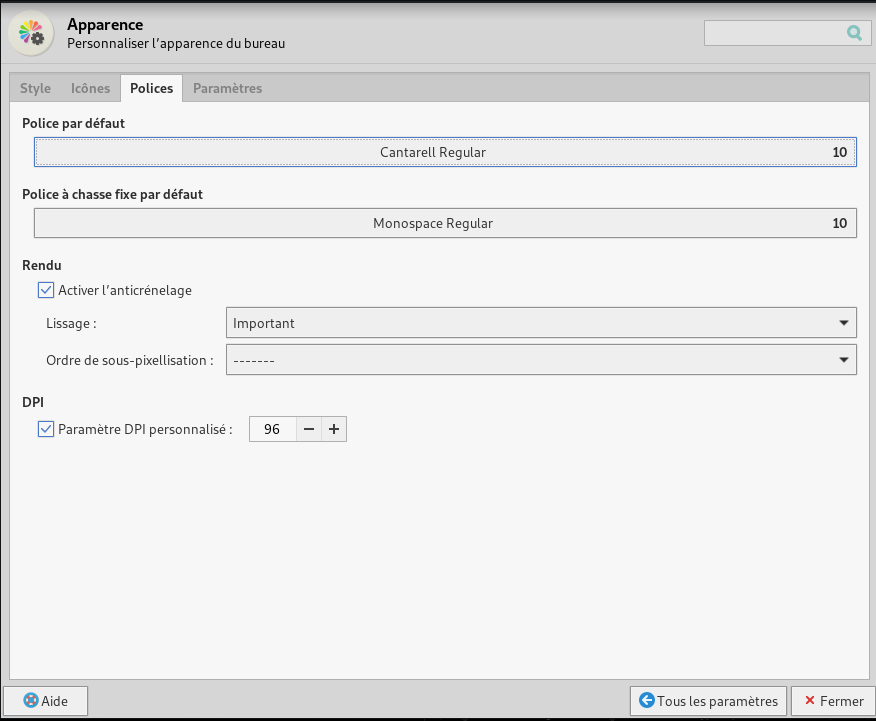 Apparence
Personnaliser l’apparence du bureau
Style Icônes Polices Paramètres
Police par défaut
Cantarell Regular 10
Police à chasse fixe par défaut
Monospace Regular 10
Rendu
Activer l’anticrénelage
Lissage : Important
Ordre de sous-pixellisation : -------
DPI
Paramètre DPI personnalisé : 96 − +
Aide Tous les paramètres Fermer